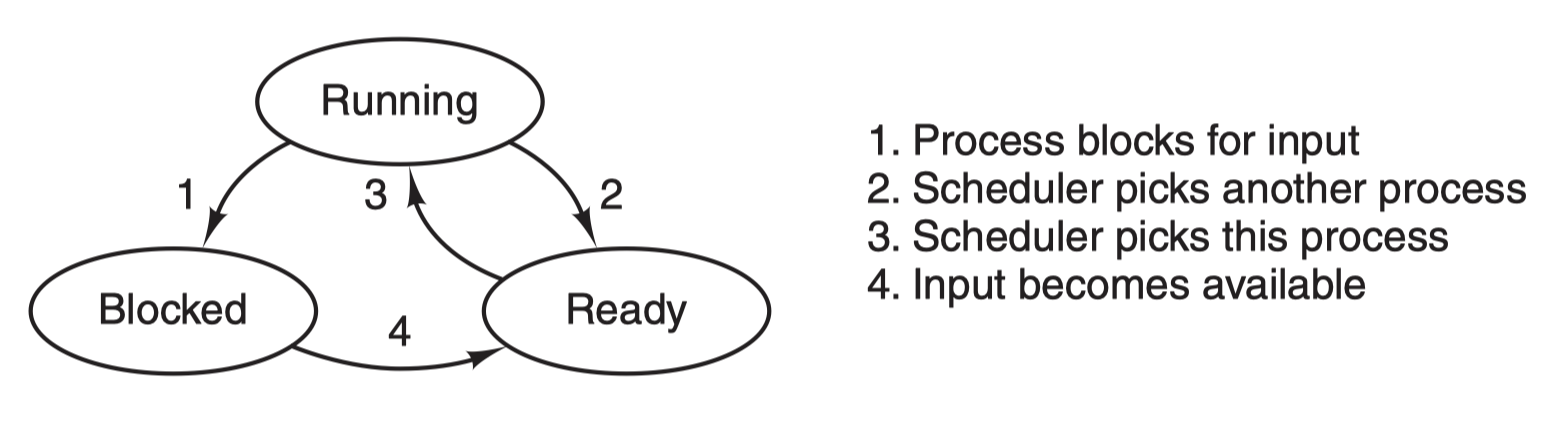 Running
1
3
2
Blocked
4
Ready
1. Process blocks for input
2. Scheduler picks another process
3. Scheduler picks this process
4. Input becomes available